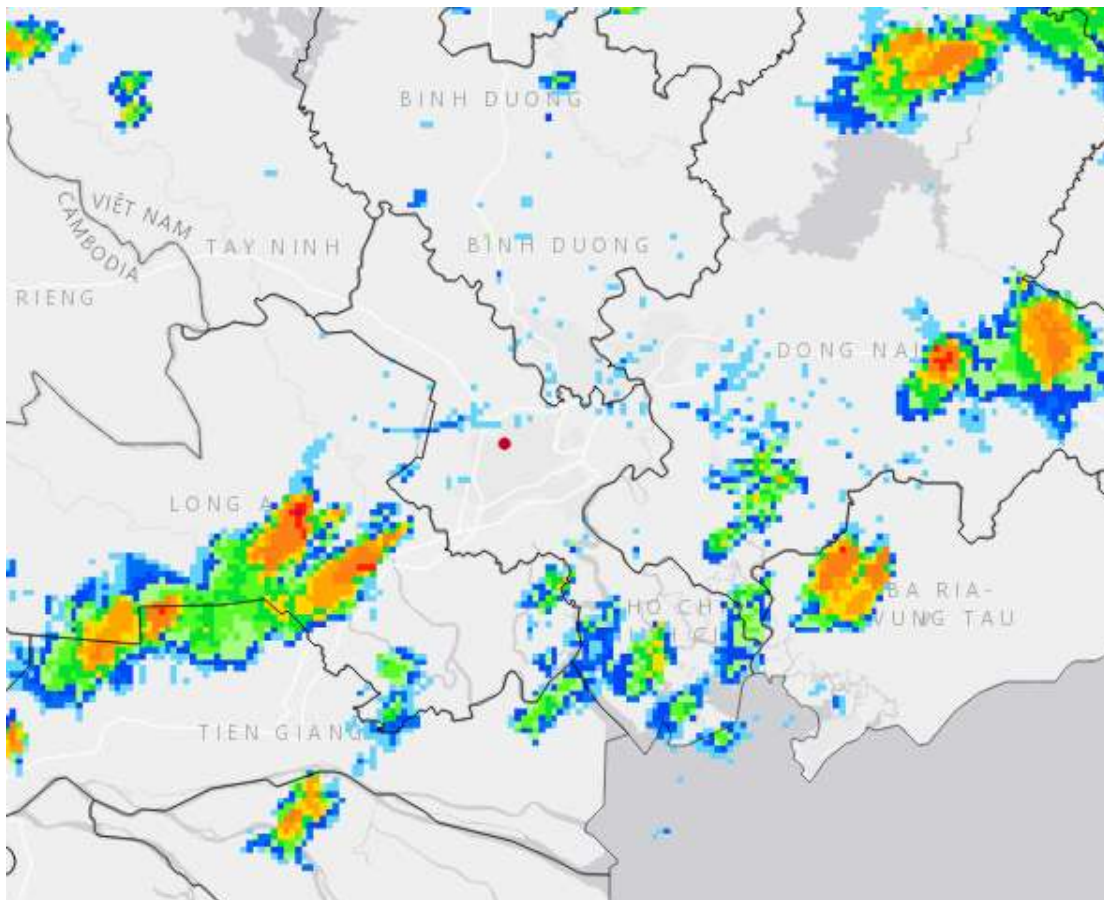 BINH DUONG
VIỆT NAM
CAMBODIA
TAY NINH
BINH DUONG
RIENG
DONG NAI
LONG A
BA RIA-
VUNG TAU
HO CH
TIEN GIANG